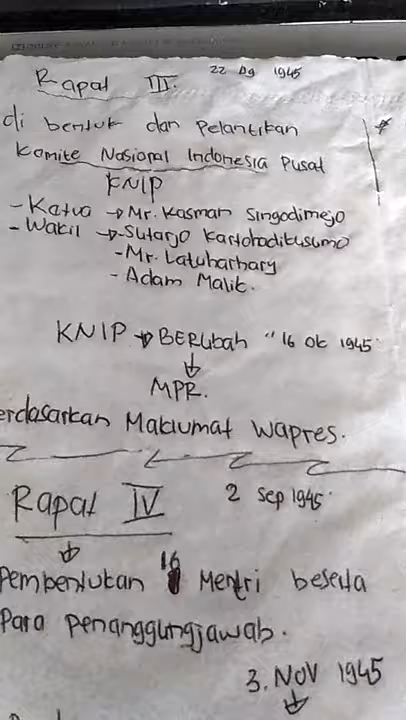 Rapat III. 22 Ag 1945
di bentuk dan Pelantikan
Komite Nasional Indonesia Pusat
KNIP
- Katua → Mr. Kasman Singodimejo
- Wakil → Sutarjo Kartohadikusumo
- Mr. Latuharhary
- Adam Malik.
KNIP → BERUbah "16 Ok 1945
↓
MPR.
erdasarkan Maklumat Wapres.
Rapat IV 2 Sep 1945
↓
Pembentukan 16 Mentri beserta
Para penanggungjawab.
3. NOV 1945
↓